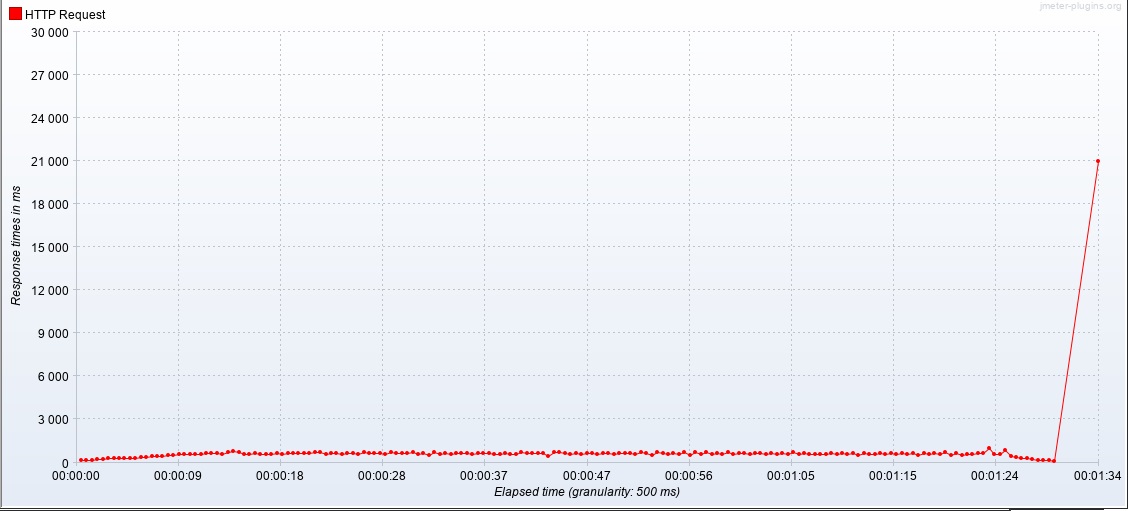 jmeter-plugins.org
HTTP Request
30 000
27 000
24 000
21 000
18 000
15 000
12 000
9 000
6 000
3 000
0
Response times in ms
00:00:00 00:00:09 00:00:18 00:00:28 00:00:37 00:00:47 00:00:56 00:01:05 00:01:15 00:01:24 00:01:34
Elapsed time (granularity: 500 ms)